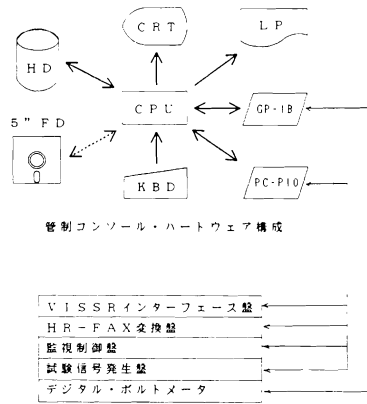 CRT
LP
HD
CPU
GP-IB
5"FD
KBD
PC-PIO
管制コンソール・ハートウェア構成
VISSRインターフェース盤
HR-FAX変換盤
監視制御盤
試験信号発生盤
デジタル・ボルトメータ